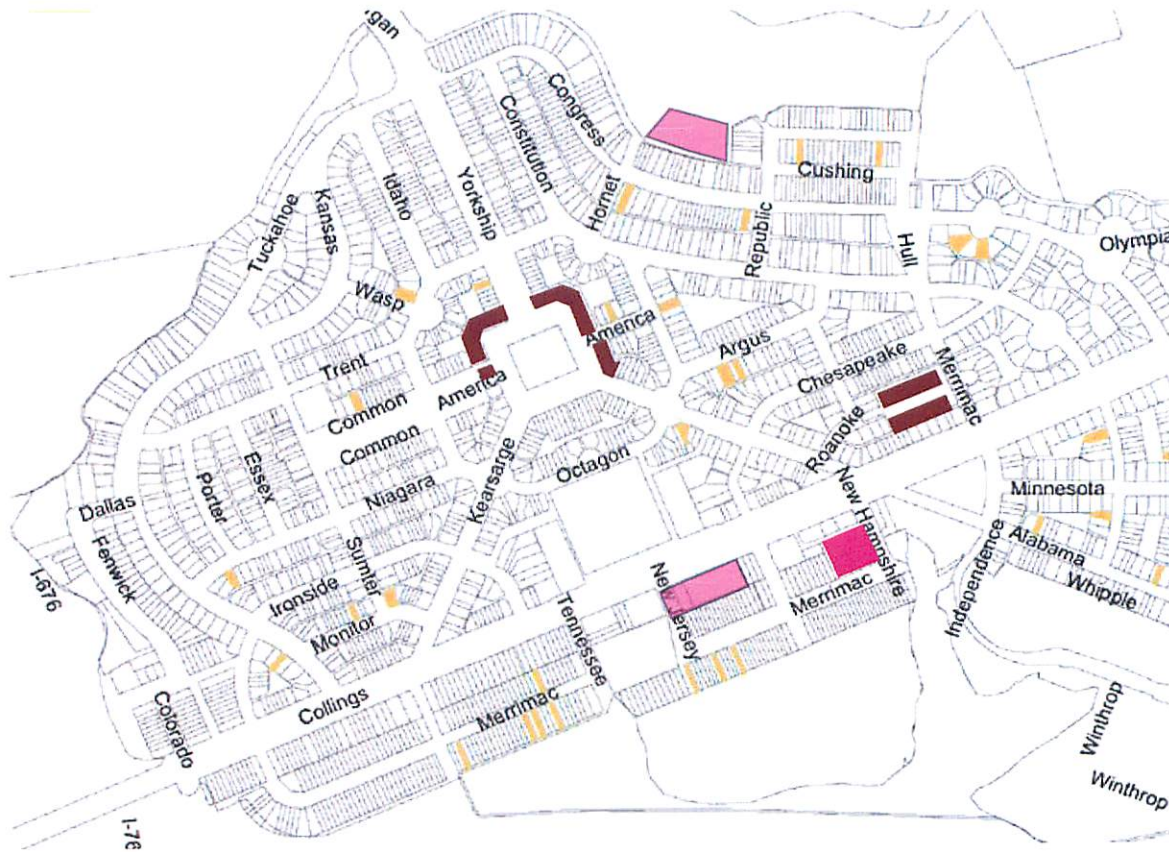 gan
Congress
Constitution
Yorkship
Idaho
Kansas
Tuckahoe
Hornet
Cushing
Republic
Hull
Olympia
Wasp
America
Argus
Trent
Chesapeake
Merrimac
America
Common
Common
Roanoke
Essex
Porter
Niagara
Kearsarge
Octagon
Dallas
Fenwick
New Hampshire
Minnesota
Alabama
Whipple
Independence
I-676
Ironside
Sumter
Monitor
Tennessee
Merrimac
Colorado
Collings
Merrimac
Winthrop
Winthrop
I-76